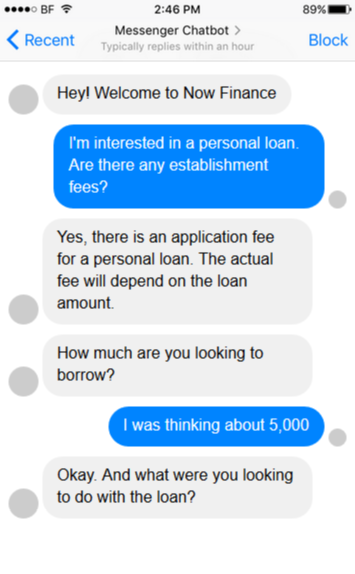 BF 2:46 PM 89%
Recent Messenger Chatbot > Block
Typically replies within an hour
Hey! Welcome to Now Finance
I'm interested in a personal loan.
Are there any establishment
fees?
Yes, there is an application fee
for a personal loan. The actual
fee will depend on the loan
amount.
How much are you looking to
borrow?
I was thinking about 5,000
Okay. And what were you looking
to do with the loan?